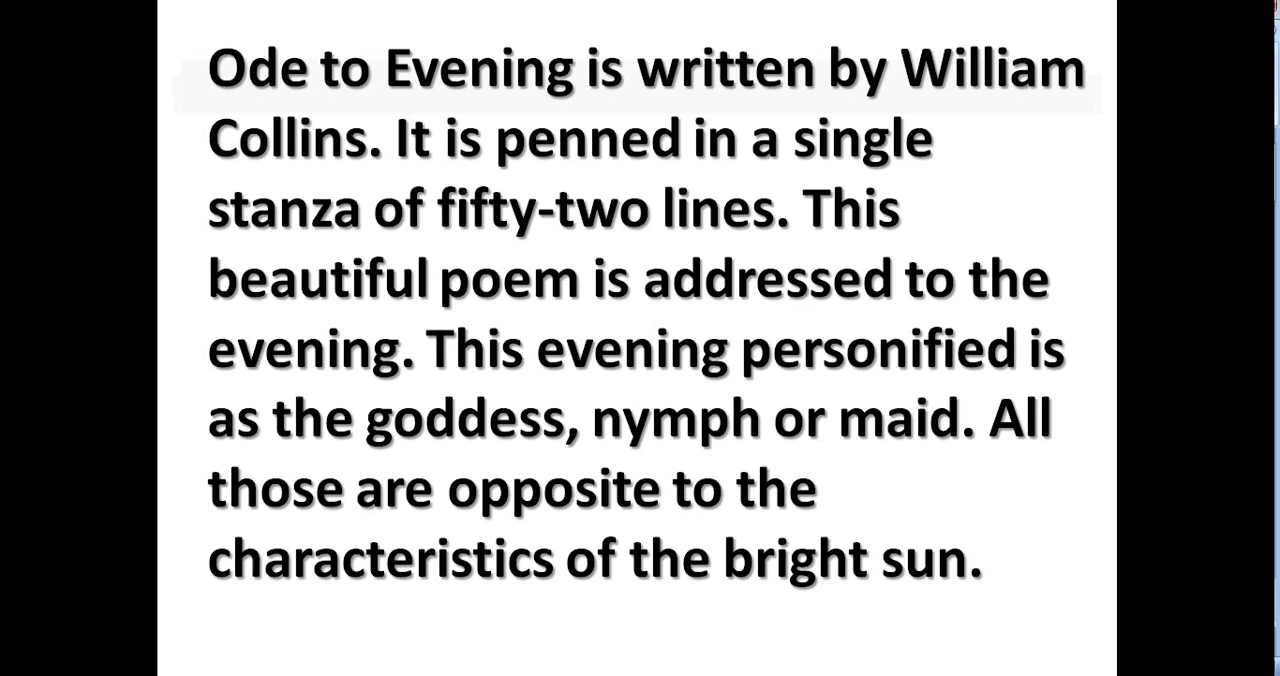 Ode to Evening is written by William
Collins. It is penned in a single
stanza of fifty-two lines. This
beautiful poem is addressed to the
evening. This evening personified is
as the goddess, nymph or maid. All
those are opposite to the
characteristics of the bright sun.